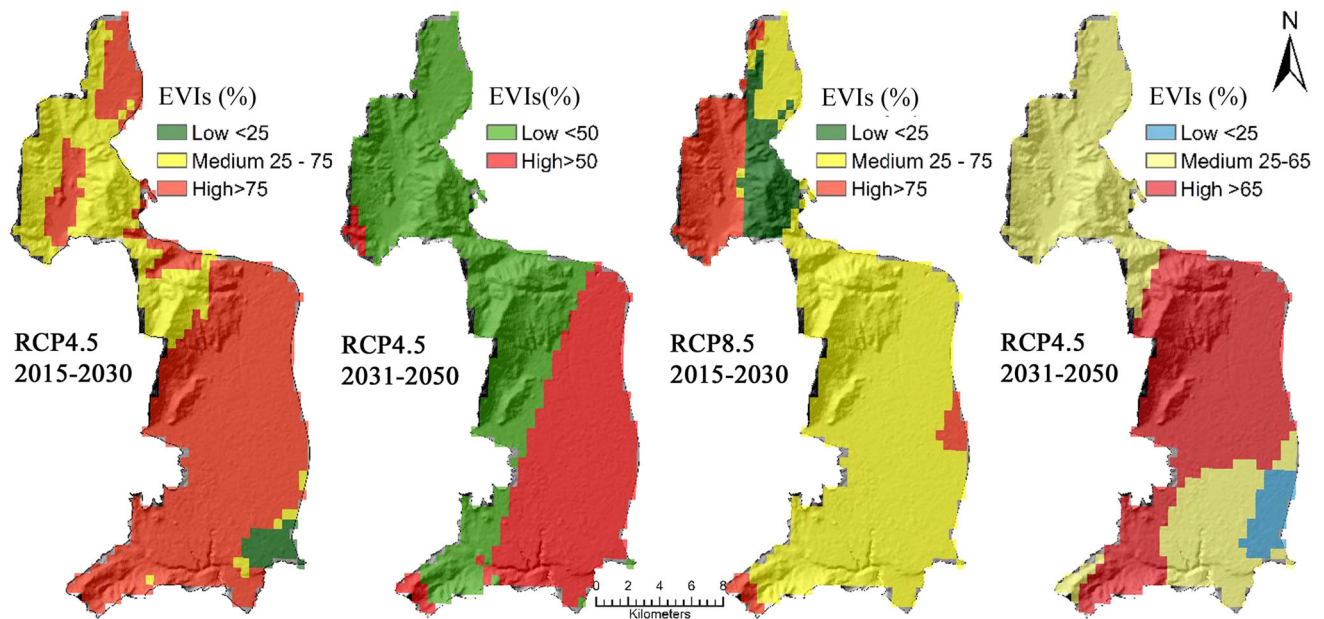 N
EVIs (%)
Low <25
Medium 25 - 75
High>75
RCP4.5
2015-2030
EVIs(%)
Low <50
High>50
RCP4.5
2031-2050
EVIs (%)
Low <25
Medium 25 - 75
High>75
RCP8.5
2015-2030
EVIs (%)
Low <25
Medium 25-65
High >65
RCP4.5
2031-2050
0 2 4 6 8
Kilometers